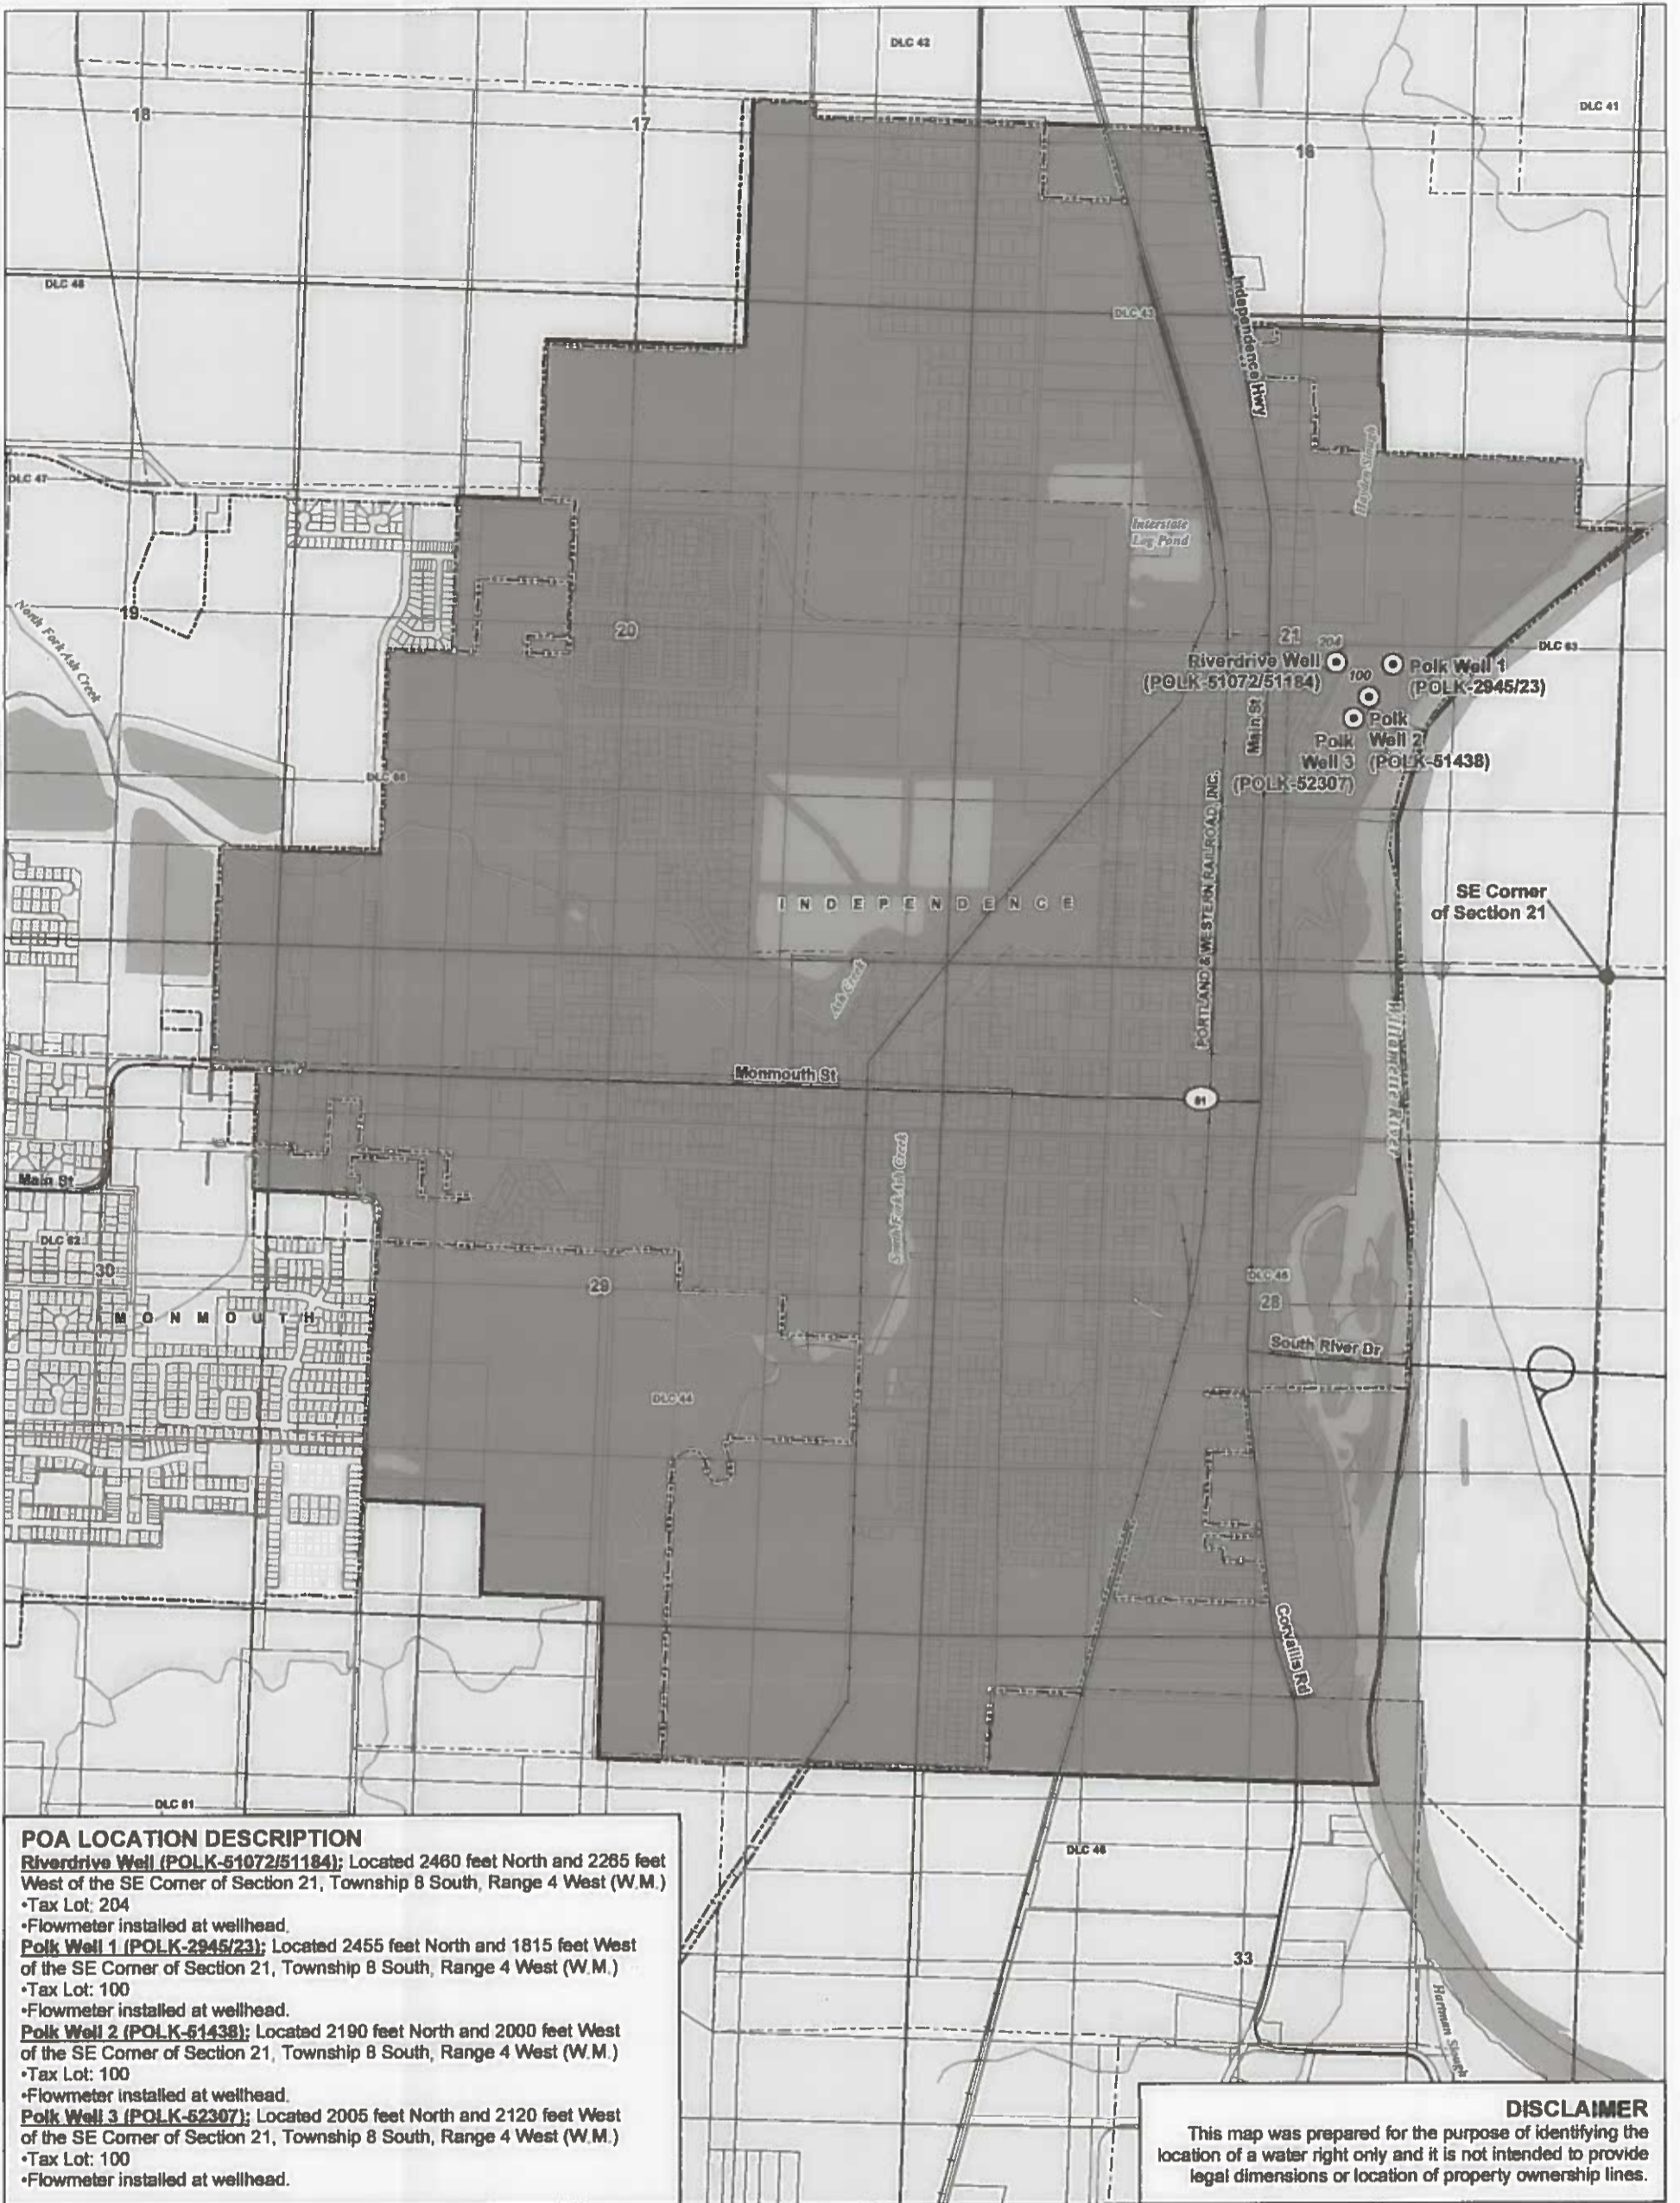 DLC 42
DLC 41
18
17
16
DLC 48
DLC 43
Independence Hwy
Hayden Slough
DLC 47
Interstate
Log Pond
North Fork Ash Creek
19
20
21
204
DLC 63
Riverdrive Well
(POLK-51072/51184)
100
Polk Well 1
(POLK-2945/23)
Main St
Polk
Well 2
(POLK-51438)
Polk
Well 3
(POLK-52307)
PORTLAND & WESTERN RAILROAD, INC.
INDEPENDENCE
SE Corner
of Section 21
Ash Creek
Willamette River
Monmouth St
South Fork Ash Creek
Main St
DLC 62
30
29
28
MONMOUTH
South River Dr
Corvallis Rd
DLC 61
DLC 46
33
Hartman Slough
POA LOCATION DESCRIPTION
Riverdrive Well (POLK-51072/51184): Located 2460 feet North and 2265 feet
West of the SE Corner of Section 21, Township 8 South, Range 4 West (W.M.)
•Tax Lot: 204
•Flowmeter installed at wellhead.
Polk Well 1 (POLK-2945/23): Located 2455 feet North and 1815 feet West
of the SE Corner of Section 21, Township 8 South, Range 4 West (W.M.)
•Tax Lot: 100
•Flowmeter installed at wellhead.
Polk Well 2 (POLK-51438): Located 2190 feet North and 2000 feet West
of the SE Corner of Section 21, Township 8 South, Range 4 West (W.M.)
•Tax Lot: 100
•Flowmeter installed at wellhead.
Polk Well 3 (POLK-52307): Located 2005 feet North and 2120 feet West
of the SE Corner of Section 21, Township 8 South, Range 4 West (W.M.)
•Tax Lot: 100
•Flowmeter installed at wellhead.
DISCLAIMER
This map was prepared for the purpose of identifying the
location of a water right only and it is not intended to provide
legal dimensions or location of property ownership lines.